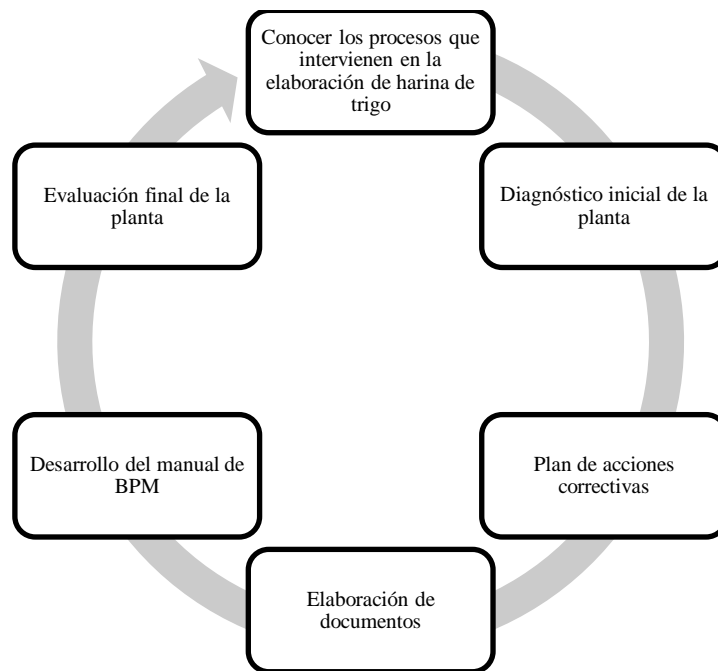 Conocer los procesos que
intervienen en la
elaboración de harina de
trigo
Diagnóstico inicial de la
planta
Plan de acciones
correctivas
Elaboración de
documentos
Desarrollo del manual de
BPM
Evaluación final de la
planta